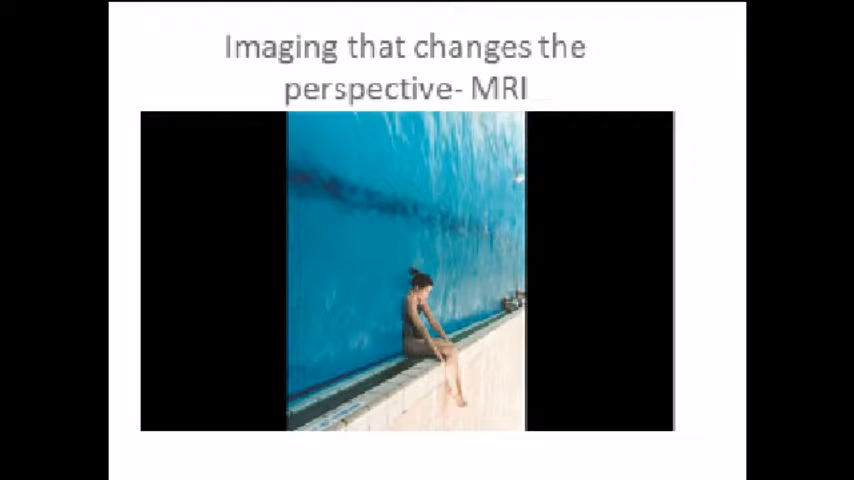 Imaging that changes the
perspective- MRI